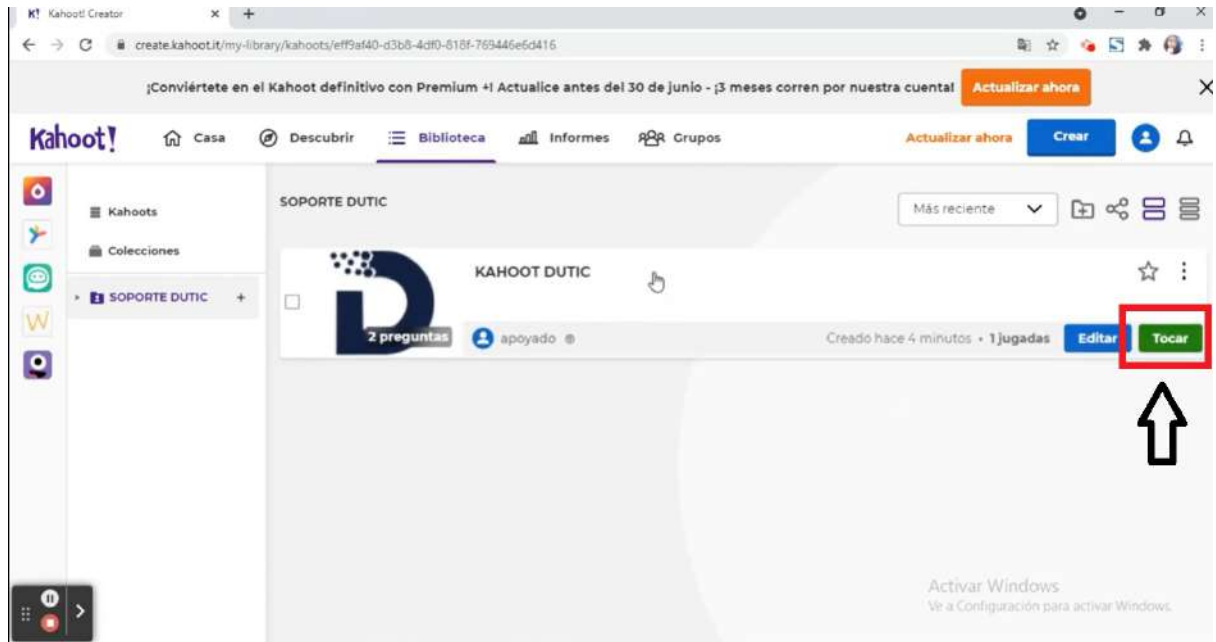 K! Kahoot! Creator
create.kahoot.it/my-library/kahoots/eff9af40-d3b8-4df0-818f-769446e6d416
¡Conviértete en el Kahoot definitivo con Premium +! Actualice antes del 30 de junio - ¡3 meses corren por nuestra cuenta! Actualizar ahora
Kahoot! Casa Descubrir Biblioteca Informes Grupos Actualizar ahora Crear
Kahoots
Colecciones
SOPORTE DUTIC +
W
SOPORTE DUTIC
Más reciente
KAHOOT DUTIC
2 preguntas
apoyado
Creado hace 4 minutos • 1 jugadas Editar Tocar
Activar Windows
Ve a Configuración para activar Windows.